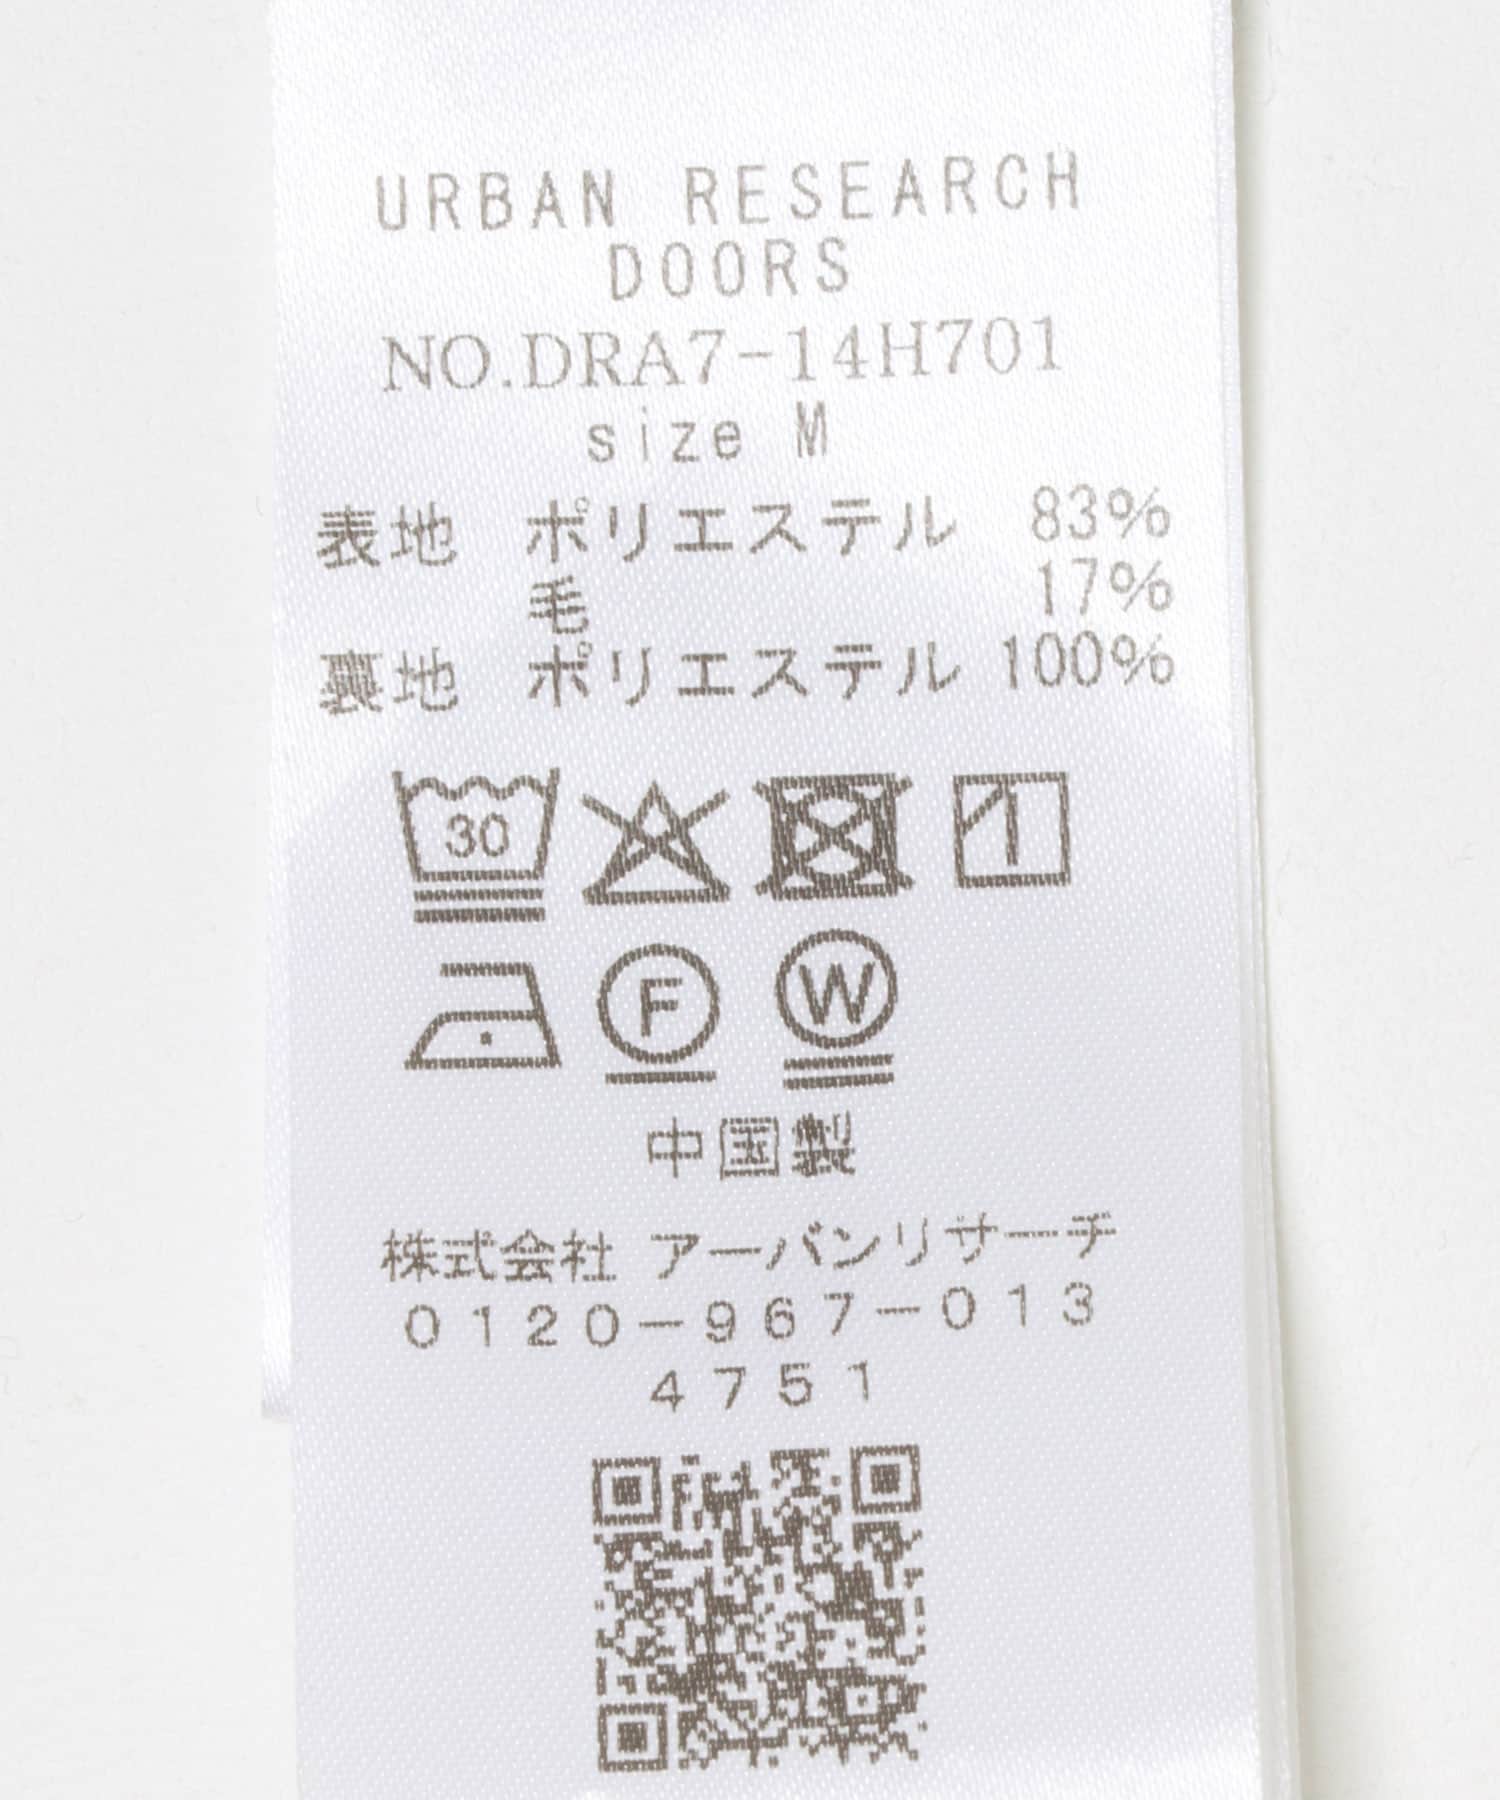 URBAN RESEARCH
DOORS
NO.DRA7-14H701
size M
表地 ポリエステル 83%
毛 17%
裏地 ポリエステル 100%
30
F W
中国製
株式会社 アーバンリサーチ
0120-967-013
4751